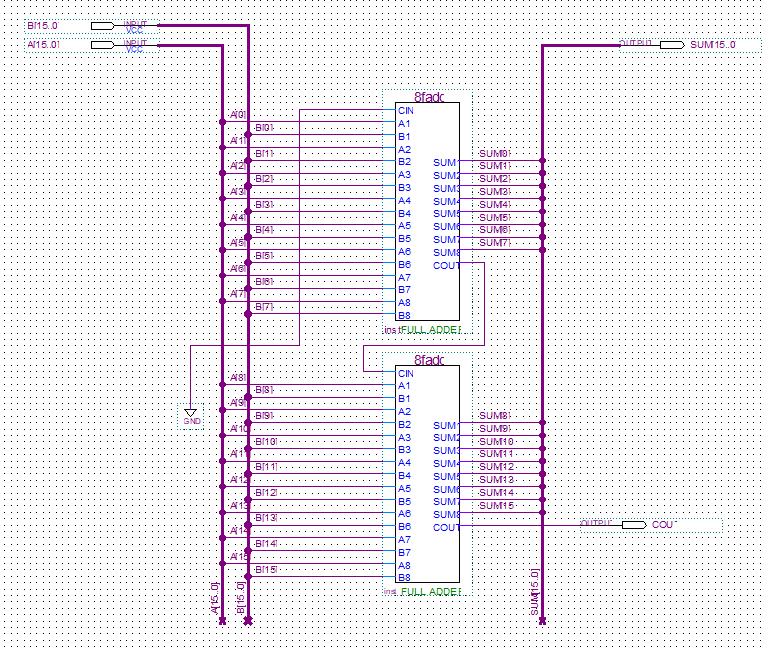 B[15..0] INPUT VCC
A[15..0] INPUT VCC
OUTPUT SUM[15..0]
8fadd
CIN
A[0] A1
B[0] B1
A[1] A2
B[1] B2 SUM1 SUM[0]
A[2] A3 SUM2 SUM[1]
B[2] B3 SUM3 SUM[2]
A[3] A4 SUM4 SUM[3]
B[3] B4 SUM5 SUM[4]
A[4] A5 SUM6 SUM[5]
B[4] B5 SUM7 SUM[6]
A[5] A6 SUM8 SUM[7]
B[5] B6 COUT
A[6] A7
B[6] B7
A[7] A8
B[7] B8
inst FULL ADDER
8fadd
CIN
A[8] A1
B[8] B1
A[9] A2
GND
B[9] B2 SUM1 SUM[8]
A[10] A3 SUM2 SUM[9]
B[10] B3 SUM3 SUM[10]
A[11] A4 SUM4 SUM[11]
B[11] B4 SUM5 SUM[12]
A[12] A5 SUM6 SUM[13]
B[12] B5 SUM7 SUM[14]
A[13] A6 SUM8 SUM[15]
B[13] B6 COUT OUTPUT COUT
A[14] A7
B[14] B7
A[15] A8
B[15] B8
FULL ADDER
A[15..0]
B[15..0]
SUM[15..0]